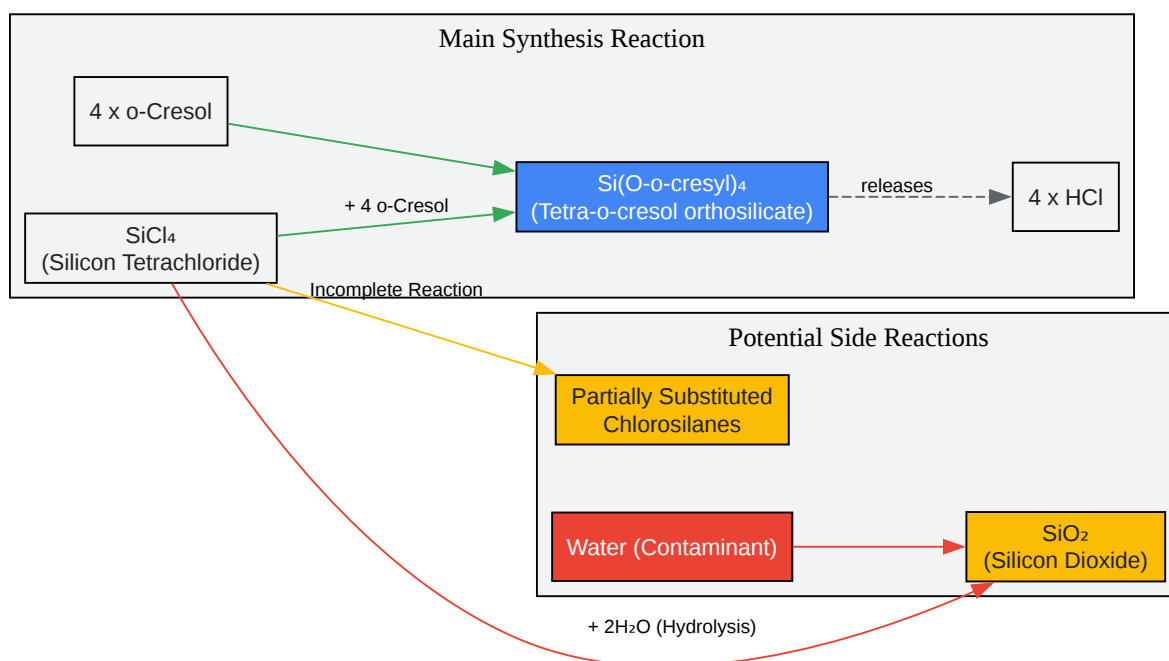 Main Synthesis Reaction
4 x o-Cresol
SiCl₄
(Silicon Tetrachloride)
+ 4 o-Cresol
Si(O-o-cresyl)₄
(Tetra-o-cresol orthosilicate)
releases
4 x HCl
Incomplete Reaction
Potential Side Reactions
Partially Substituted
Chlorosilanes
Water (Contaminant)
SiO₂
(Silicon Dioxide)
+ 2H₂O (Hydrolysis)